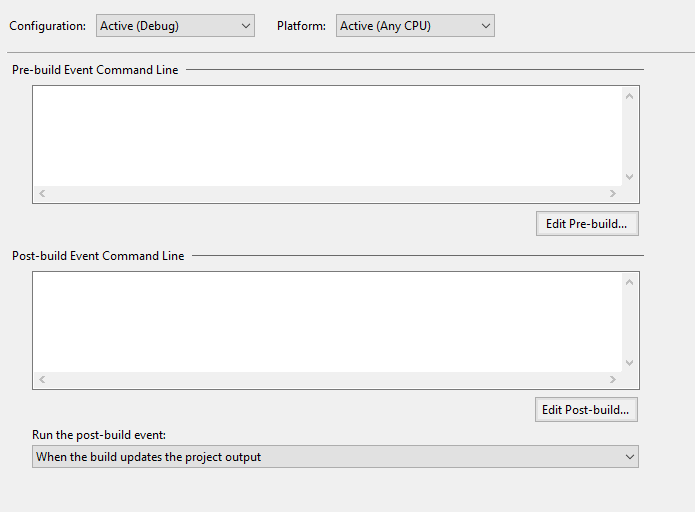 Configuration: Active (Debug) Platform: Active (Any CPU)
Pre-build Event Command Line
Edit Pre-build...
Post-build Event Command Line
Edit Post-build...
Run the post-build event:
When the build updates the project output